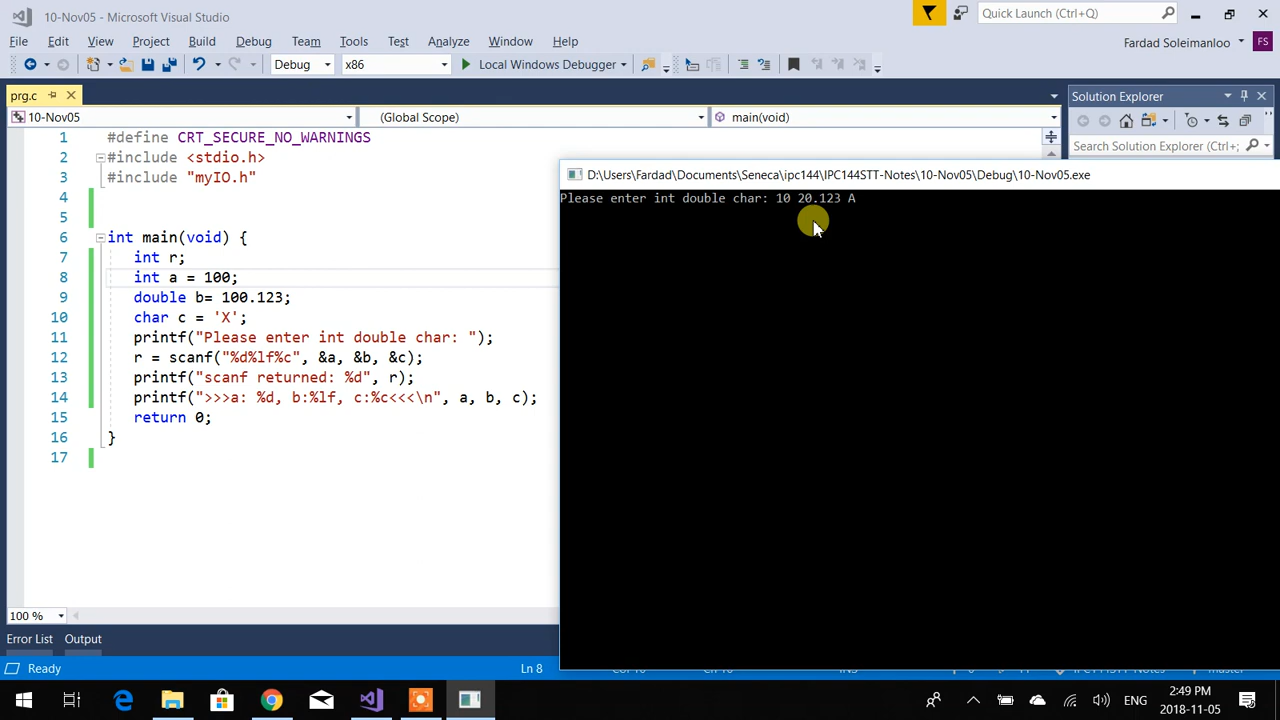 10-Nov05 - Microsoft Visual Studio
Quick Launch (Ctrl+Q)
File Edit View Project Build Debug Team Tools Test Analyze Window Help
Fardad Soleimanloo FS
Debug x86 Local Windows Debugger
prg.c
Solution Explorer
10-Nov05 (Global Scope) main(void)
Search Solution Explorer (Ctrl+;)
1 #define CRT_SECURE_NO_WARNINGS
2 #include <stdio.h>
3 #include "myIO.h"
4
5
6 int main(void) {
7 int r;
8 int a = 100;
9 double b= 100.123;
10 char c = 'X';
11 printf("Please enter int double char: ");
12 r = scanf("%d%lf%c", &a, &b, &c);
13 printf("scanf returned: %d", r);
14 printf(">>>a: %d, b:%lf, c:%c<<<\n", a, b, c);
15 return 0;
16 }
17
D:\Users\Fardad\Documents\Seneca\ipc144\IPC144STT-Notes\10-Nov05\Debug\10-Nov05.exe
Please enter int double char: 10 20.123 A
100 %
Error List Output
Ready Ln 8
ENG
2:49 PM
2018-11-05